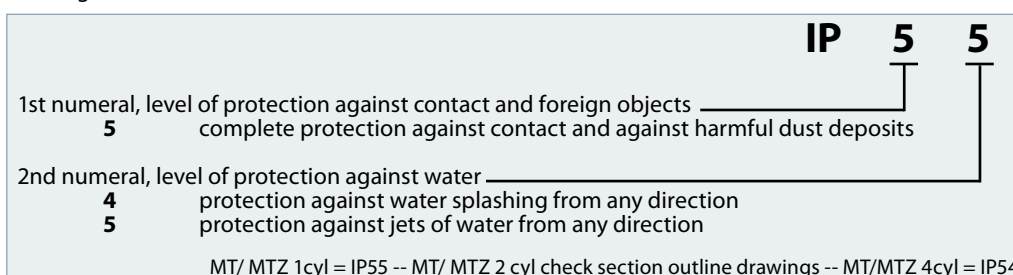 IP 5 5
1st numeral, level of protection against contact and foreign objects
5 complete protection against contact and against harmful dust deposits
2nd numeral, level of protection against water
4 protection against water splashing from any direction
5 protection against jets of water from any direction
MT/ MTZ 1cyl = IP55 -- MT/ MTZ 2 cyl check section outline drawings -- MT/MTZ 4cyl = IP54